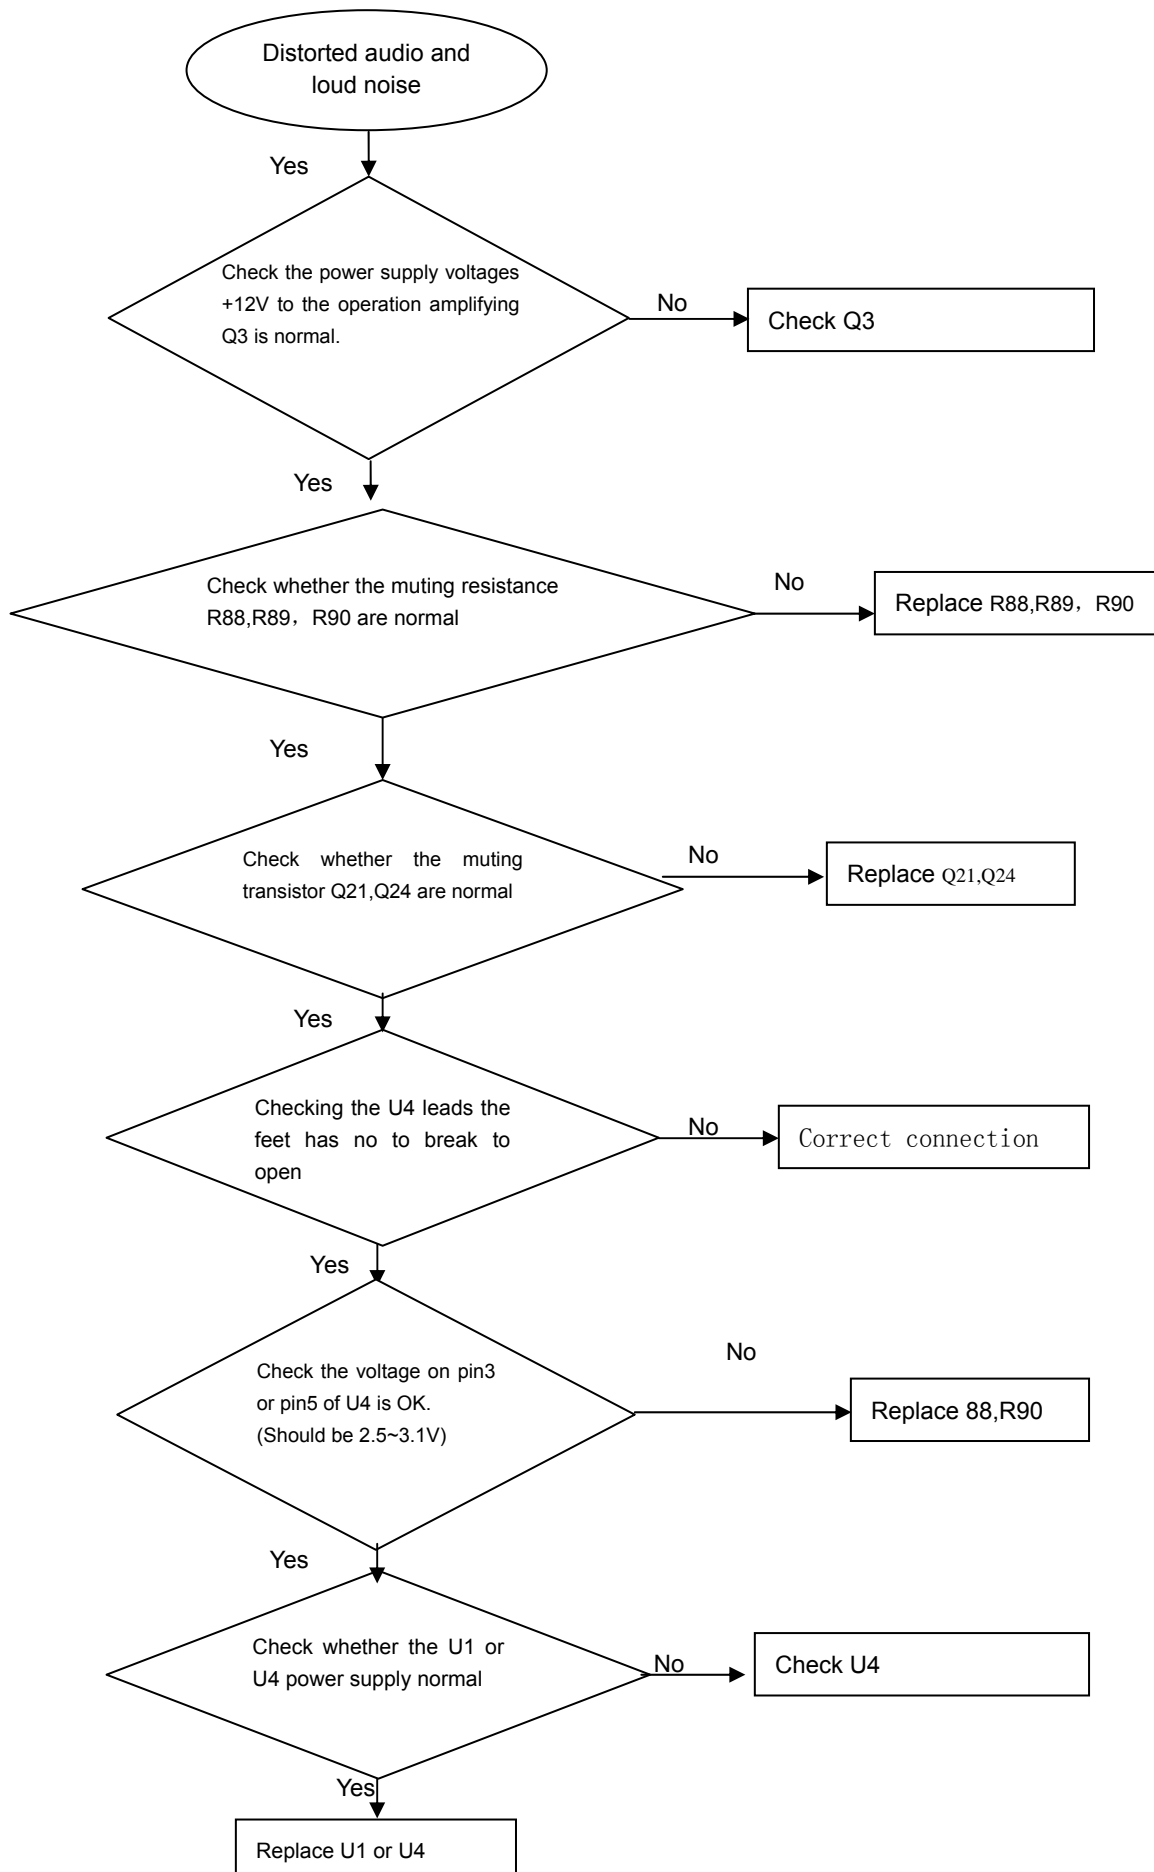 Distorted audio and
loud noise
Yes
Check the power supply voltages
+12V to the operation amplifying
Q3 is normal.
No
Check Q3
Yes
Check whether the muting resistance
R88,R89，R90 are normal
No
Replace R88,R89，R90
Yes
Check whether the muting
transistor Q21,Q24 are normal
No
Replace Q21,Q24
Yes
Checking the U4 leads the
feet has no to break to
open
No
Correct connection
Yes
Check the voltage on pin3
or pin5 of U4 is OK.
(Should be 2.5~3.1V)
No
Replace 88,R90
Yes
Check whether the U1 or
U4 power supply normal
No
Check U4
Yes
Replace U1 or U4